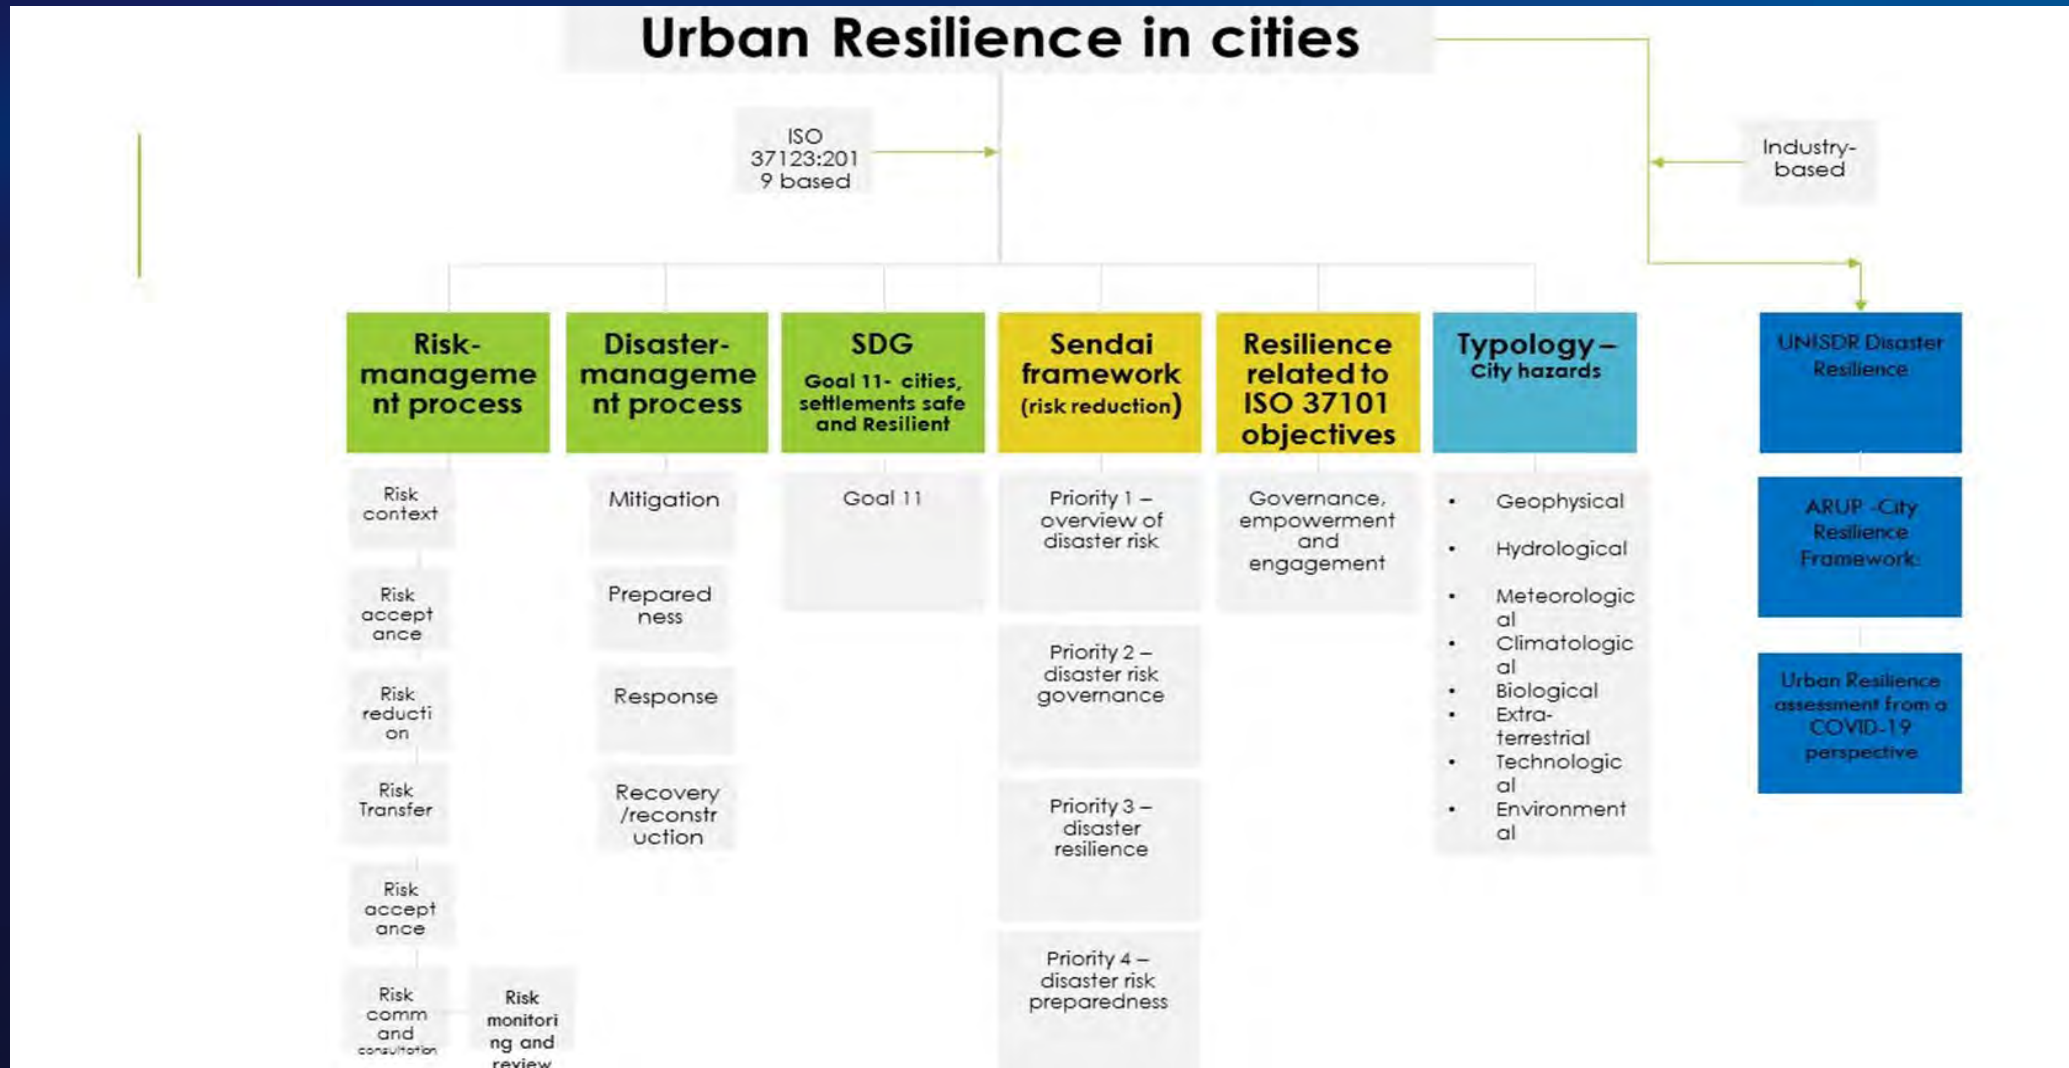 Urban Resilience in cities
ISO
37123:201
9 based
Industry-
based
Risk-
manageme
nt process
Disaster-
manageme
nt process
SDG
Goal 11- cities,
settlements safe
and Resilient
Sendai
framework
(risk reduction)
Resilience
related to
ISO 37101
objectives
Typology –
City hazards
UNISDR Disaster
Resilience
Risk
context
Risk
accept
ance
Risk
reducti
on
Risk
Transfer
Risk
accept
ance
Risk
comm
and
consultation
Risk
monitori
ng and
review
Mitigation
Prepared
ness
Response
Recovery
/reconstr
uction
Goal 11
Priority 1 –
overview of
disaster risk
Priority 2 –
disaster risk
governance
Priority 3 –
disaster
resilience
Priority 4 –
disaster risk
preparedness
Governance,
empowerment
and
engagement
• Geophysical
• Hydrological
• Meteorologic
al
• Climatologic
al
• Biological
• Extra-
terrestrial
• Technologic
al
• Environment
al
ARUP -City
Resilience
Framework
Urban Resilience
assessment from a
COVID-19
perspective